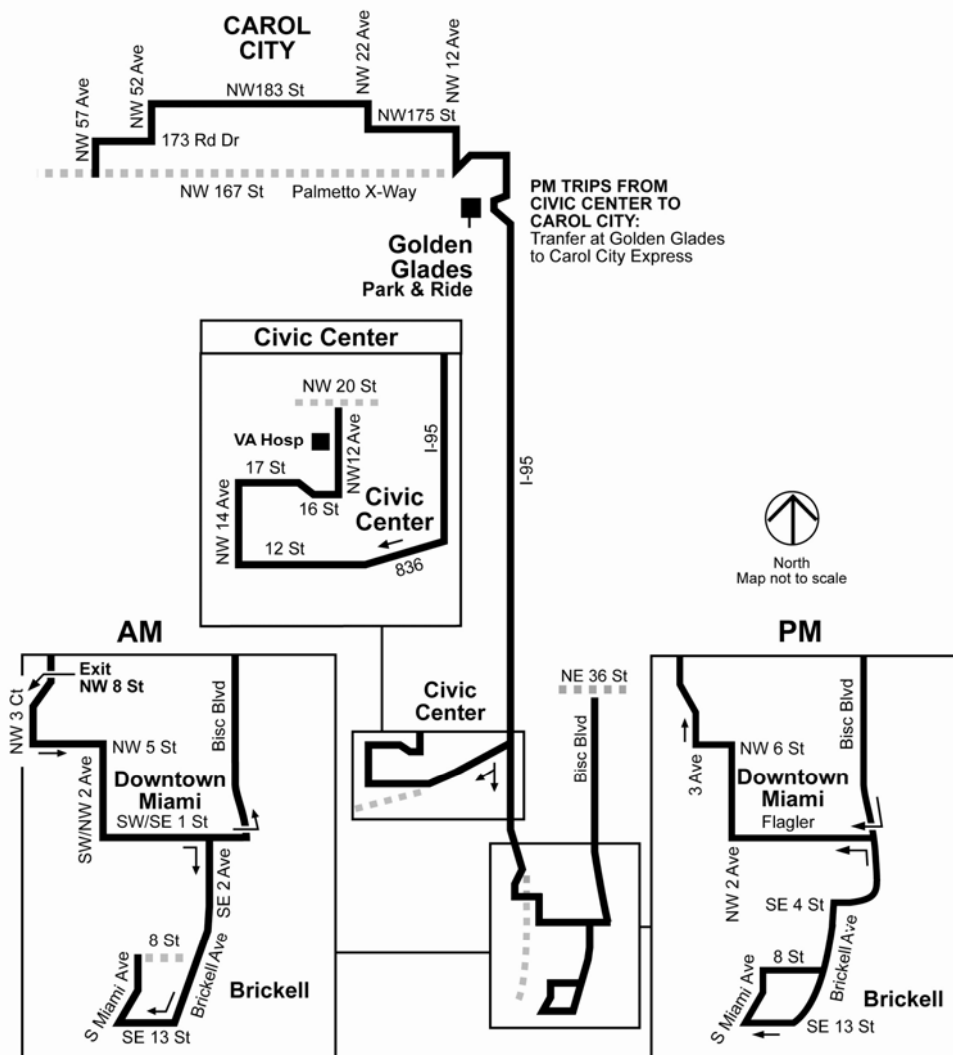 CAROL
CITY
NW 57 Ave
NW 52 Ave
NW183 St
NW 22 Ave
NW 12 Ave
NW175 St
173 Rd Dr
NW 167 St
Palmetto X-Way
PM TRIPS FROM
CIVIC CENTER TO
CAROL CITY:
Tranfer at Golden Glades
to Carol City Express
Golden
Glades
Park & Ride
Civic Center
NW 20 St
VA Hosp
NW12 Ave
I-95
17 St
16 St
NW 14 Ave
Civic
Center
12 St
836
I-95
North
Map not to scale
AM
Exit
NW 8 St
NW 3 Ct
Bisc Blvd
NW 5 St
SW/NW 2 Ave
Downtown
Miami
SW/SE 1 St
SE 2 Ave
8 St
S Miami Ave
Brickell Ave
Brickell
SE 13 St
Civic
Center
NE 36 St
Bisc Blvd
PM
3 Ave
NW 6 St
Bisc Blvd
Downtown
Miami
Flagler
NW 2 Ave
SE 4 St
8 St
S Miami Ave
Brickell Ave
Brickell
SE 13 St